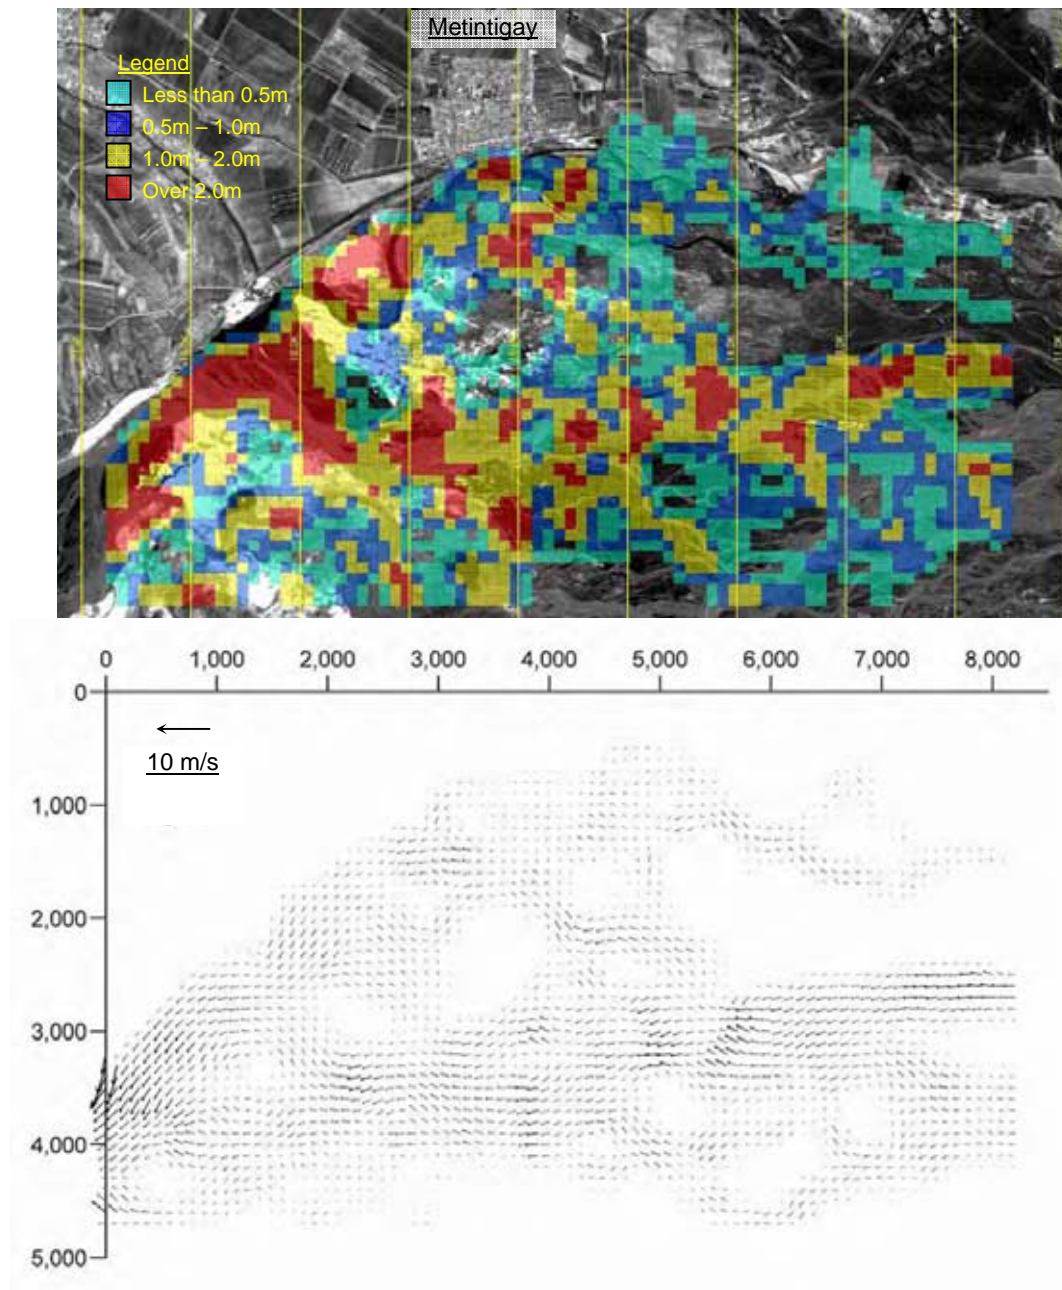 Metintigay
Legend
Less than 0.5m
0.5m – 1.0m
1.0m – 2.0m
Over 2.0m
0 1,000 2,000 3,000 4,000 5,000 6,000 7,000 8,000
0
10 m/s
1,000
2,000
3,000
4,000
5,000